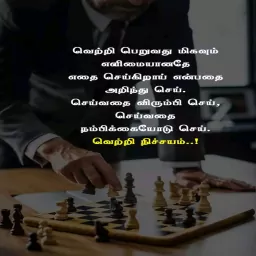 வெற்றி பெறுவது மிகவும்
எளிமையானதே
எதை செய்கிறாய் என்பதை
அறிந்து செய்.
செய்வதை விரும்பி செய்,
செய்வதை
நம்பிக்கையோடு செய்.
வெற்றி நிச்சயம்..!